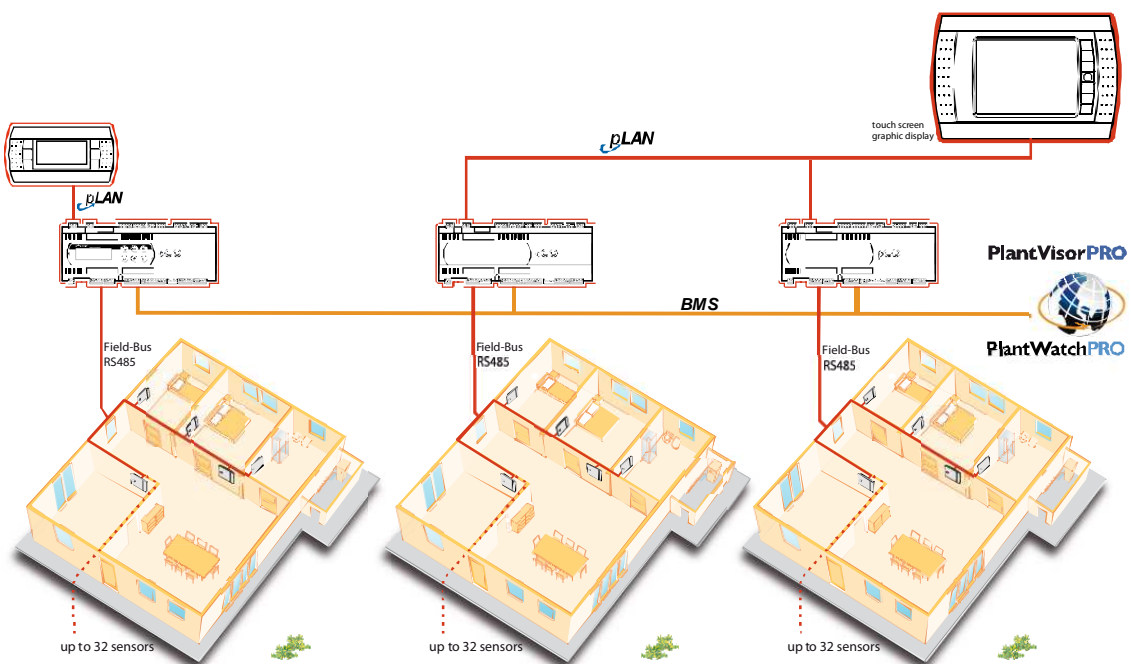 touch screen
graphic display
pLAN
pLAN
PlantVisorPRO
BMS
PlantWatchPRO
Field-Bus
RS485
Field-Bus
RS485
Field-Bus
RS485
up to 32 sensors
up to 32 sensors
up to 32 sensors